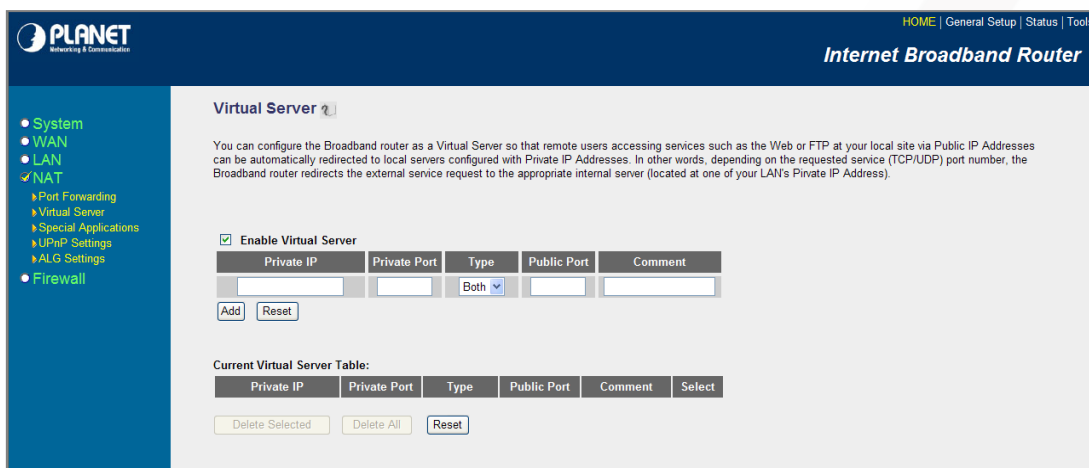 PLANET
Networking & Communication
HOME | General Setup | Status | Tools
Internet Broadband Router
System
WAN
LAN
NAT
Port Forwarding
Virtual Server
Special Applications
UPnP Settings
ALG Settings
Firewall
Virtual Server
You can configure the Broadband router as a Virtual Server so that remote users accessing services such as the Web or FTP at your local site via Public IP Addresses
can be automatically redirected to local servers configured with Private IP Addresses. In other words, depending on the requested service (TCP/UDP) port number, the
Broadband router redirects the external service request to the appropriate internal server (located at one of your LAN's Private IP Address).
Enable Virtual Server
Private IP Private Port Type Public Port Comment
Both
Add Reset
Current Virtual Server Table:
Private IP Private Port Type Public Port Comment Select
Delete Selected Delete All Reset